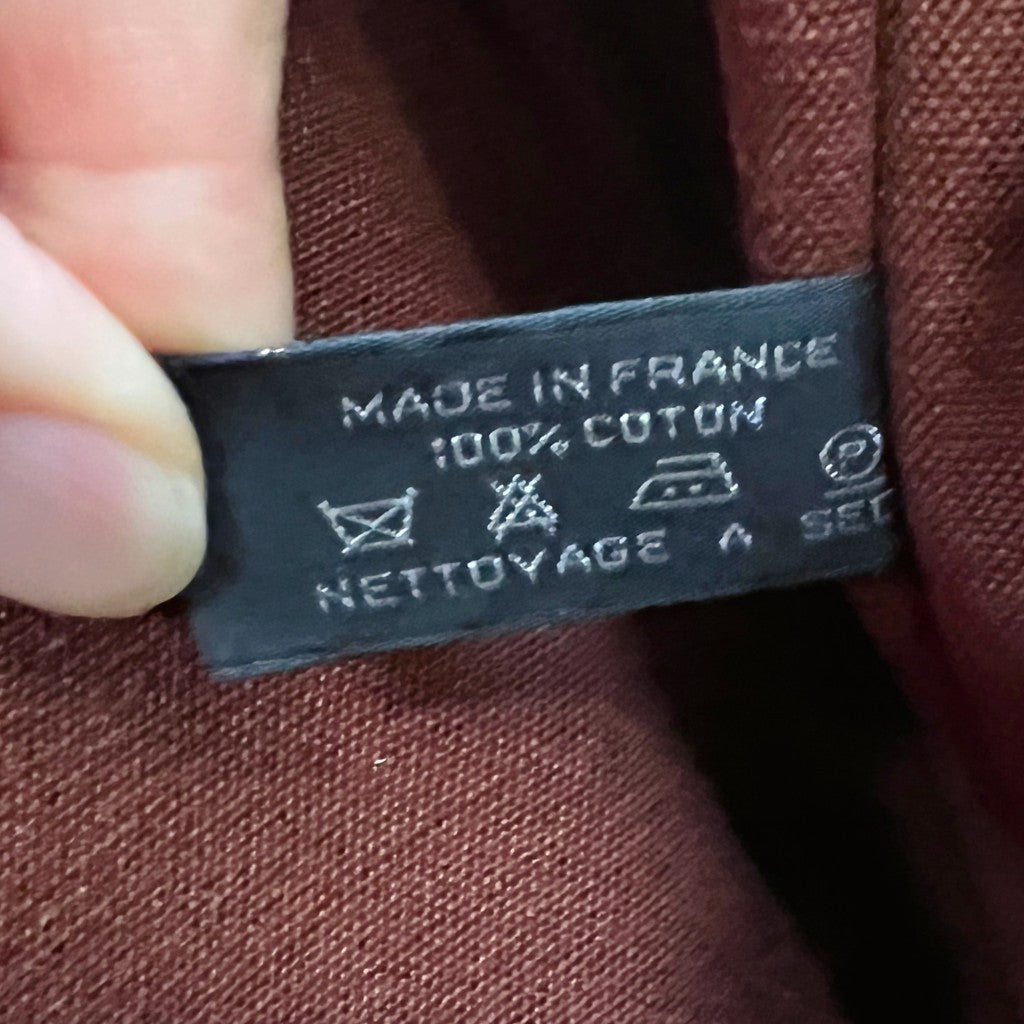 MADE IN FRANCE
100% COTON
P
NETTOYAGE A SEC